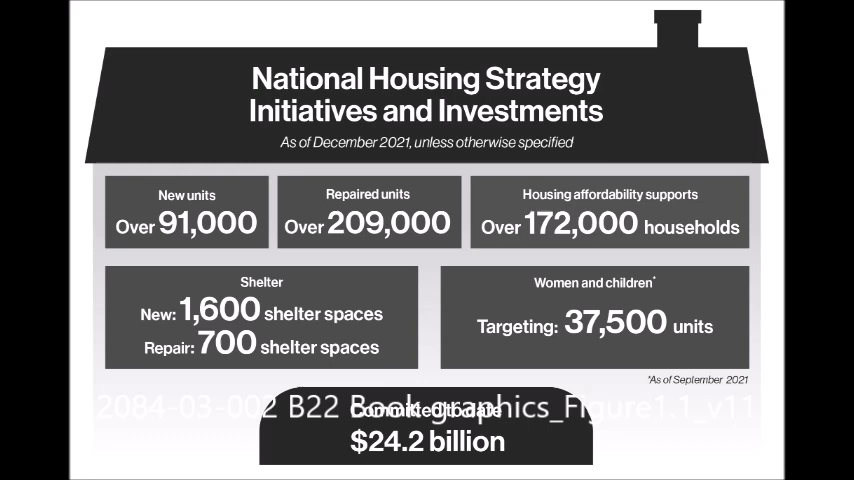 National Housing Strategy
Initiatives and Investments
As of December 2021, unless otherwise specified
New units
Over 91,000
Repaired units
Over 209,000
Housing affordability supports
Over 172,000 households
Shelter
New: 1,600 shelter spaces
Repair: 700 shelter spaces
Women and children*
Targeting: 37,500 units
*As of September 2021
Committed to date
2084-03-002 B22 Book-graphics_Figure1.1_v11
$24.2 billion